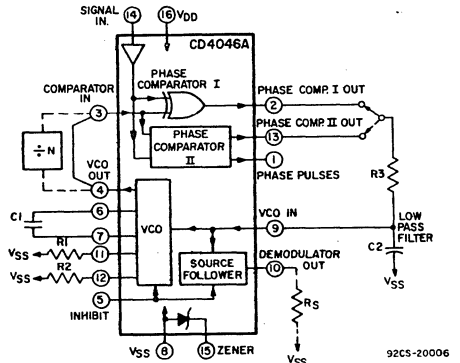 SIGNAL IN.
14
16 VDD
CD4046A
PHASE COMPARATOR I
COMPARATOR IN
3
2
PHASE COMP. I OUT
13
PHASE COMP. II OUT
PHASE COMPARATOR II
1
PHASE PULSES
÷ N
VCO OUT
4
R3
C1
6
7
VCO
VCO IN
9
LOW PASS FILTER
C2
VSS
VSS
R1
11
VSS
R2
12
SOURCE FOLLOWER
DEMODULATOR OUT
10
RS
VSS
5
INHIBIT
VSS
8
15 ZENER
92CS-20006